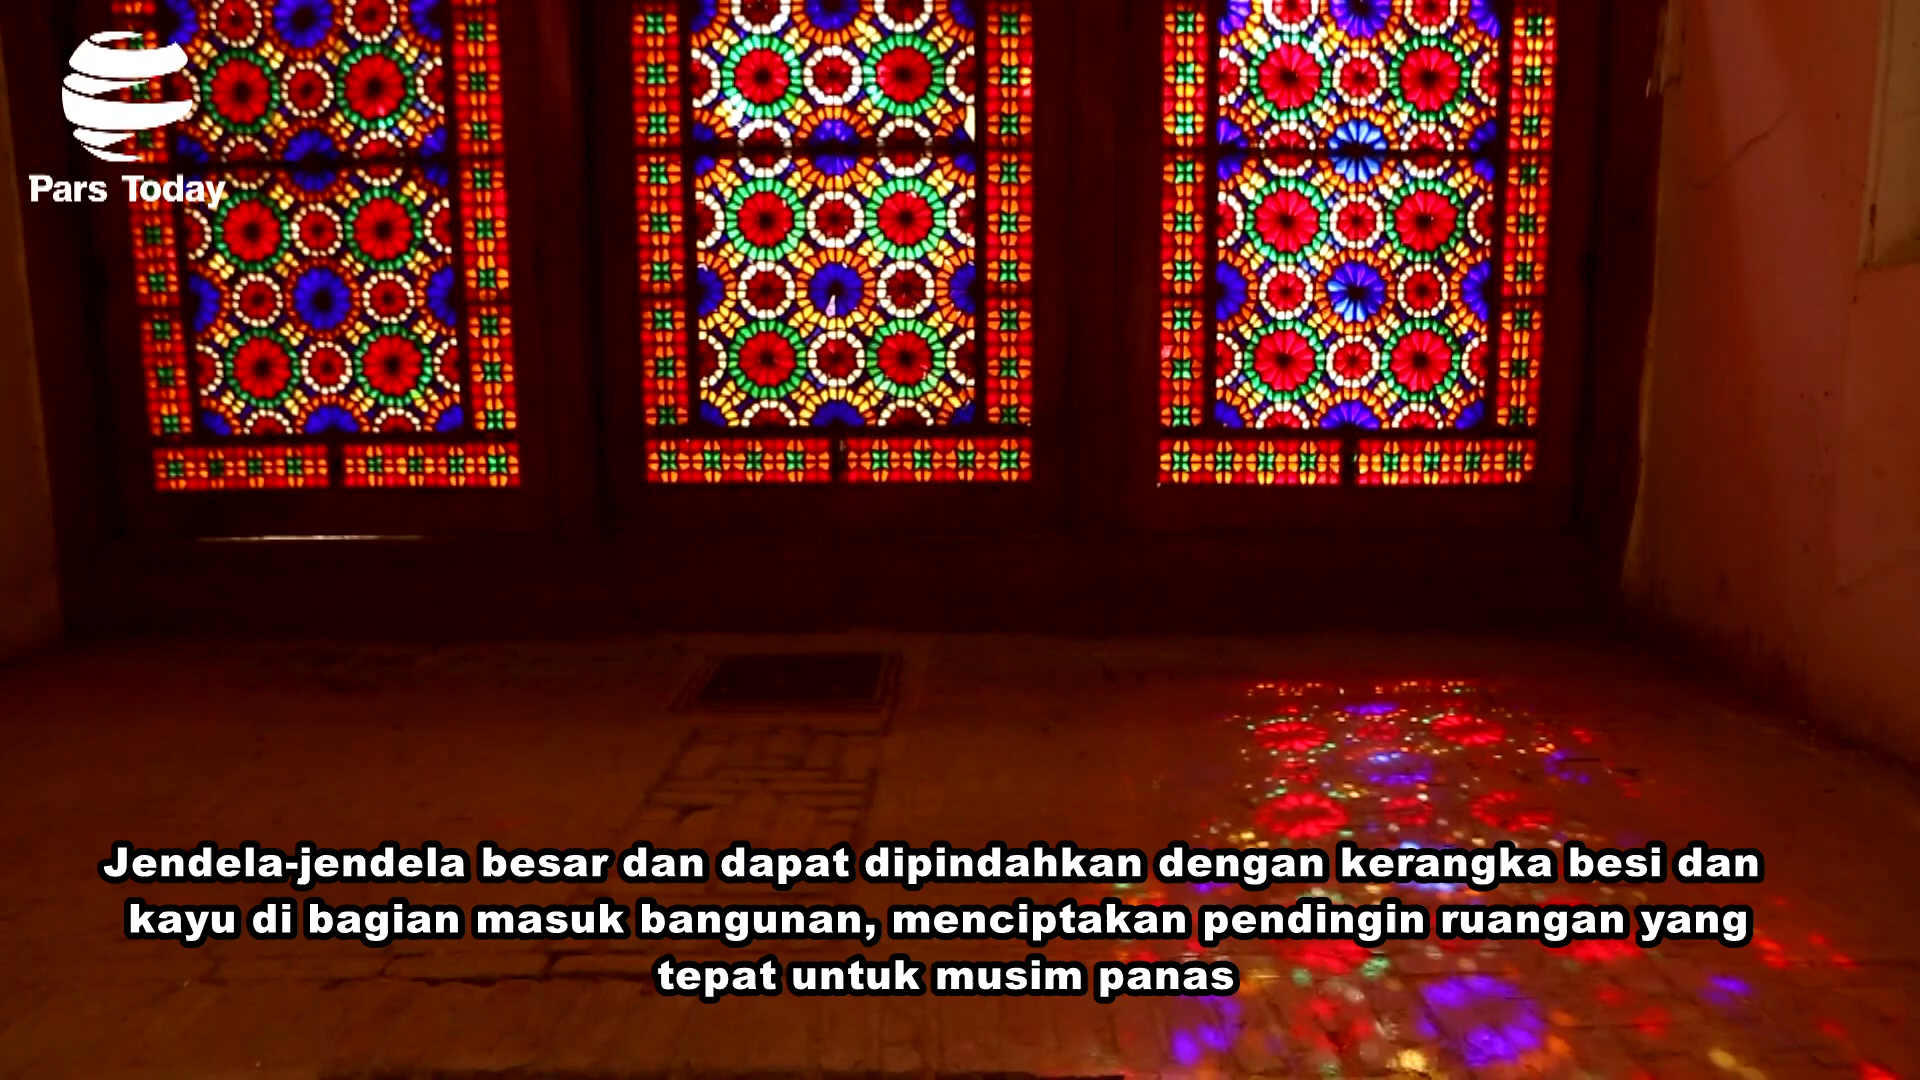 Pars Today
Jendela-jendela besar dan dapat dipindahkan dengan kerangka besi dan
kayu di bagian masuk bangunan, menciptakan pendingin ruangan yang
tepat untuk musim panas